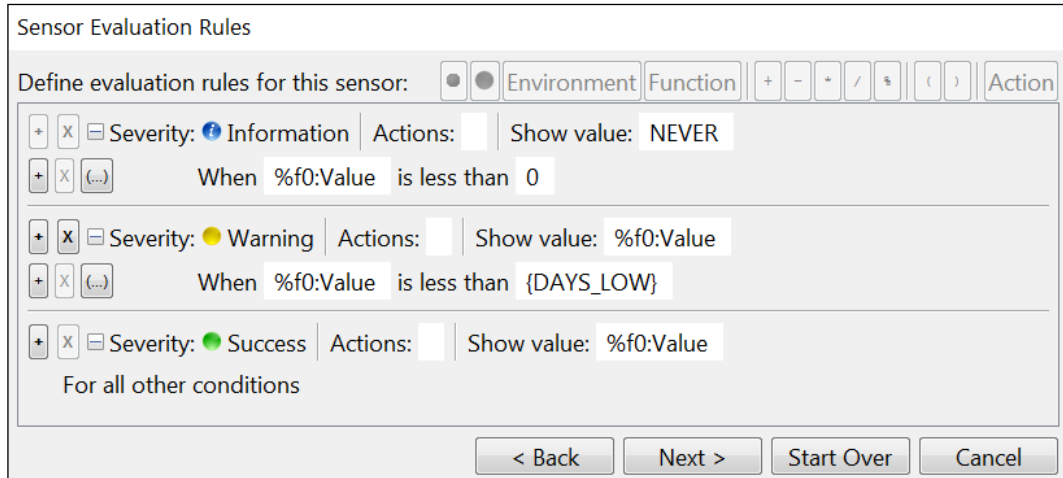 Sensor Evaluation Rules
Define evaluation rules for this sensor: Environment Function + - * / % ( ) Action
+ X Severity: i Information Actions: Show value: NEVER
+ X (...) When %f0:Value is less than 0
+ X Severity: Warning Actions: Show value: %f0:Value
+ X (...) When %f0:Value is less than {DAYS_LOW}
+ X Severity: Success Actions: Show value: %f0:Value
For all other conditions
< Back Next > Start Over Cancel